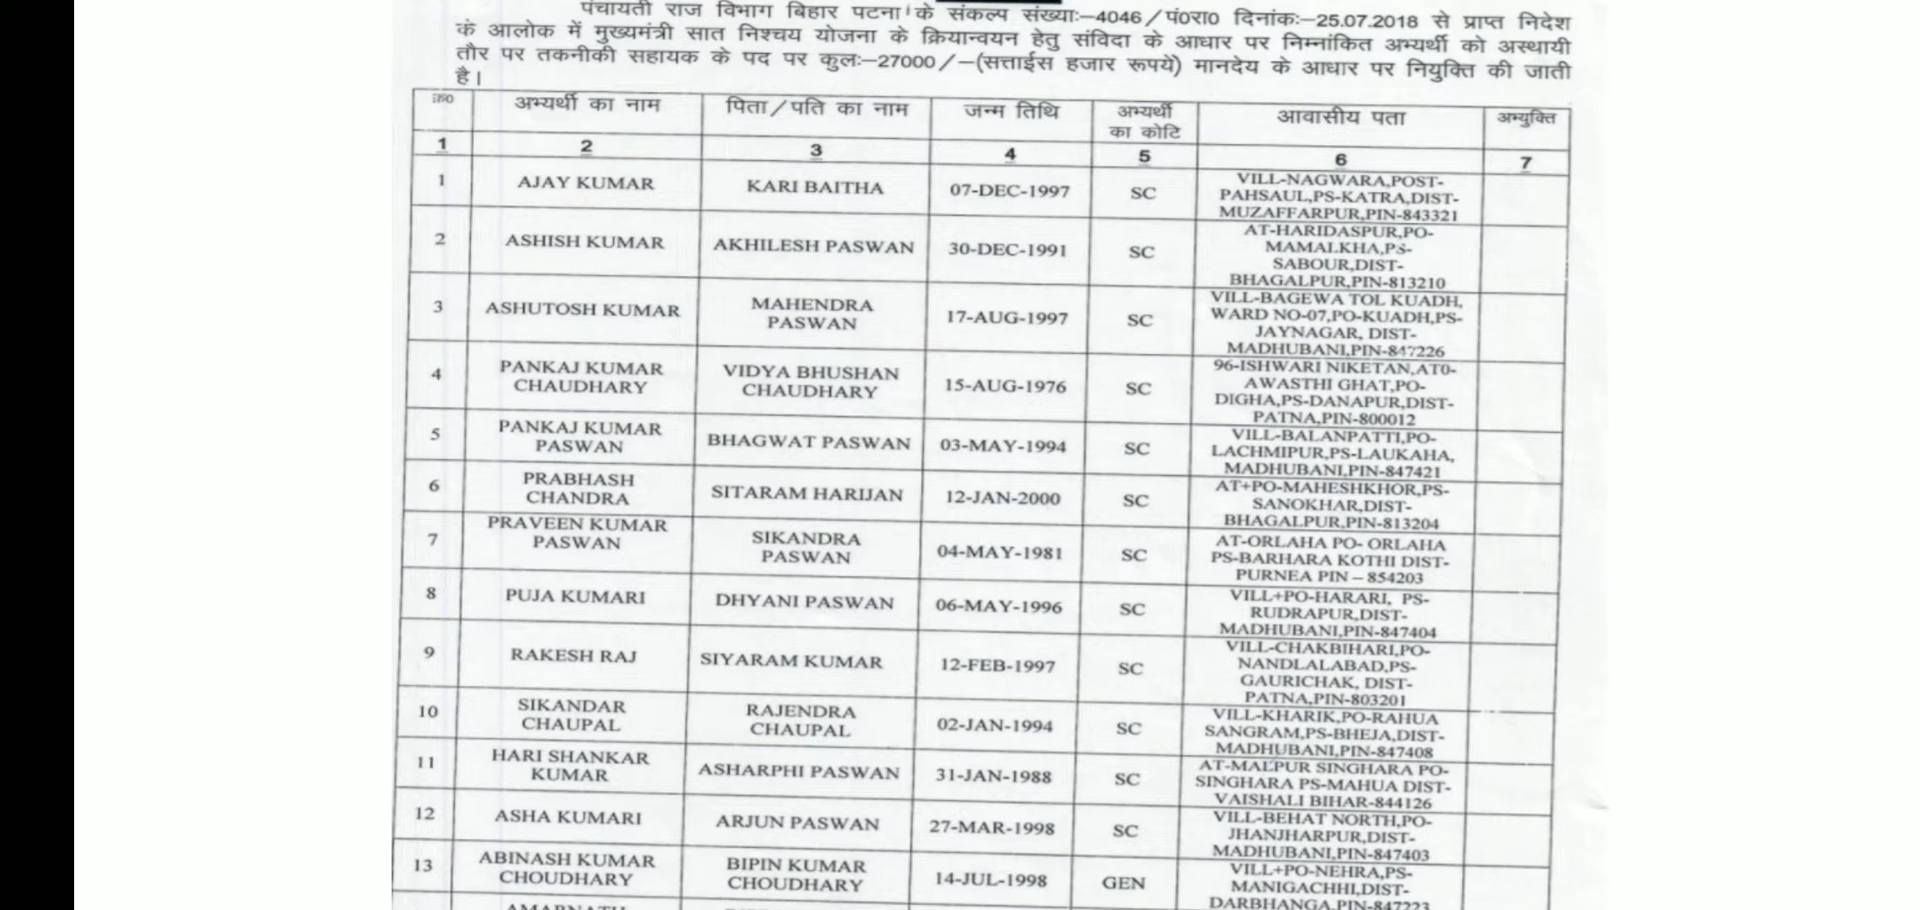 पंचायती राज विभाग बिहार पटना के संकल्प संख्याः-4046/पं०रा० दिनांकः-25.07.2018 से प्राप्त निदेश
के आलोक में मुख्यमंत्री सात निश्चय योजना के क्रियान्वयन हेतु संविदा के आधार पर निम्नांकित अभ्यर्थी को अस्थायी
तौर पर तकनीकी सहायक के पद पर कुलः-27000/-(सत्ताईस हजार रूपये) मानदेय के आधार पर नियुक्ति की जाती
है।
क्र० अभ्यर्थी का नाम पिता/पति का नाम जन्म तिथि अभ्यर्थी का कोटि आवासीय पता अभ्युक्ति
1 2 3 4 5 6 7
1 AJAY KUMAR KARI BAITHA 07-DEC-1997 SC VILL-NAGWARA,POST-
PAHSAUL,PS-KATRA,DIST-
MUZAFFARPUR,PIN-843321
2 ASHISH KUMAR AKHILESH PASWAN 30-DEC-1991 SC AT-HARIDASPUR,PO-
MAMALKHA,PS-
SABOUR,DIST-
BHAGALPUR,PIN-813210
3 ASHUTOSH KUMAR MAHENDRA PASWAN 17-AUG-1997 SC VILL-BAGEWA TOL KUADH,
WARD NO-07,PO-KUADH,PS-
JAYNAGAR, DIST-
MADHUBANI,PIN-847226
4 PANKAJ KUMAR CHAUDHARY VIDYA BHUSHAN CHAUDHARY 15-AUG-1976 SC 96-ISHWARI NIKETAN,AT0-
AWASTHI GHAT,PO-
DIGHA,PS-DANAPUR,DIST-
PATNA,PIN-800012
5 PANKAJ KUMAR PASWAN BHAGWAT PASWAN 03-MAY-1994 SC VILL-BALANPATTI,PO-
LACHMIPUR,PS-LAUKAHA,
MADHUBANI,PIN-847421
6 PRABHASH CHANDRA SITARAM HARIJAN 12-JAN-2000 SC AT+PO-MAHESHKHOR,PS-
SANOKHAR,DIST-
BHAGALPUR,PIN-813204
7 PRAVEEN KUMAR PASWAN SIKANDRA PASWAN 04-MAY-1981 SC AT-ORLAHA PO- ORLAHA
PS-BARHARA KOTHI DIST-
PURNEA PIN – 854203
8 PUJA KUMARI DHYANI PASWAN 06-MAY-1996 SC VILL+PO-HARARI, PS-
RUDRAPUR,DIST-
MADHUBANI,PIN-847404
9 RAKESH RAJ SIYARAM KUMAR 12-FEB-1997 SC VILL-CHAKBIHARI,PO-
NANDLALABAD,PS-
GAURICHAK, DIST-
PATNA,PIN-803201
10 SIKANDAR CHAUPAL RAJENDRA CHAUPAL 02-JAN-1994 SC VILL-KHARIK,PO-RAHUA
SANGRAM,PS-BHEJA,DIST-
MADHUBANI,PIN-847408
11 HARI SHANKAR KUMAR ASHARPHI PASWAN 31-JAN-1988 SC AT-MALPUR SINGHARA PO-
SINGHARA PS-MAHUA DIST-
VAISHALI BIHAR-844126
12 ASHA KUMARI ARJUN PASWAN 27-MAR-1998 SC VILL-BEHAT NORTH,PO-
JHANJHARPUR,DIST-
MADHUBANI,PIN-847403
13 ABINASH KUMAR CHOUDHARY BIPIN KUMAR CHOUDHARY 14-JUL-1998 GEN VILL+PO-NEHRA,PS-
MANIGACHHI,DIST-
DARBHANGA,PIN-847223